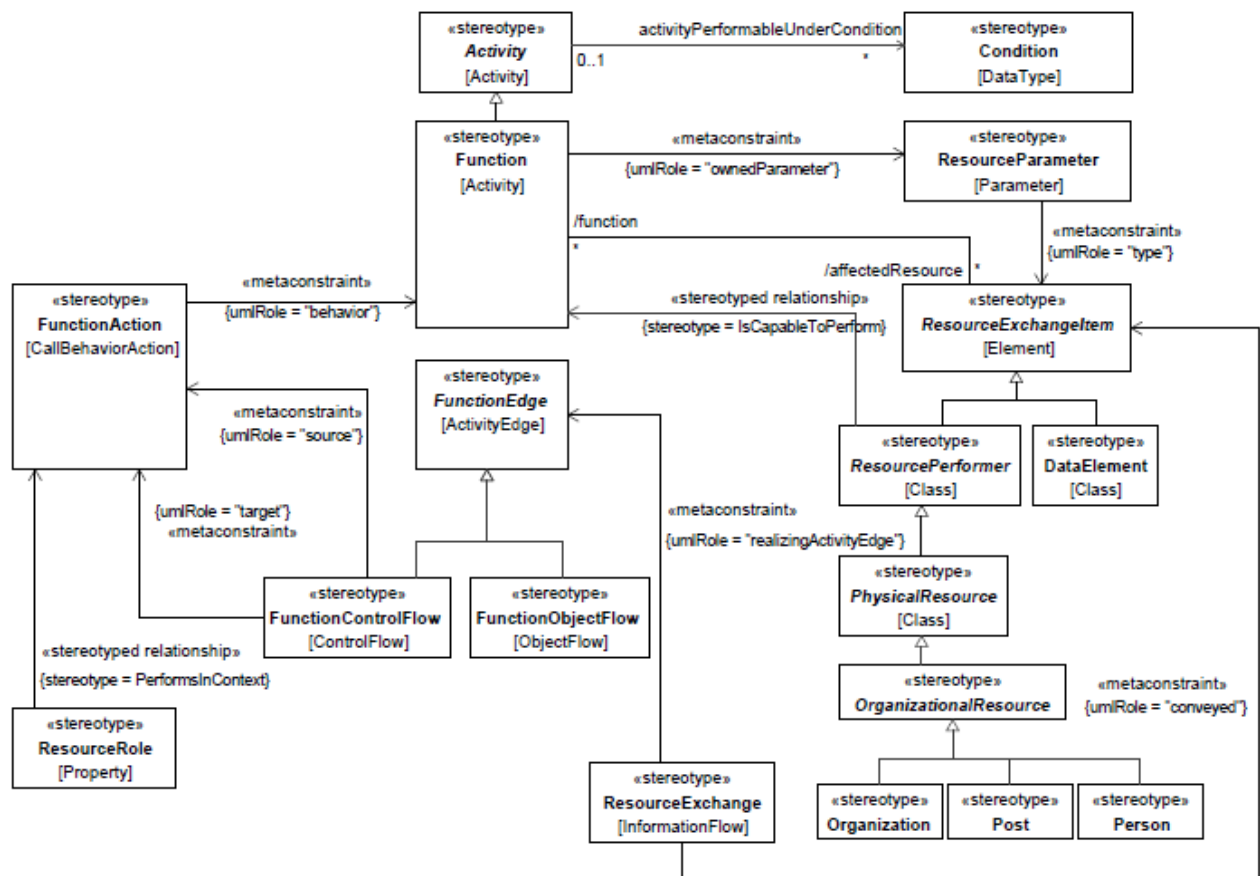 «stereotype»
Activity
[Activity]
activityPerformableUnderCondition
0..1
*
«stereotype»
Condition
[DataType]
«stereotype»
Function
[Activity]
«metaconstraint»
{umlRole = "ownedParameter"}
«stereotype»
ResourceParameter
[Parameter]
/function
*
«metaconstraint»
{umlRole = "type"}
/affectedResource
*
«stereotype»
FunctionAction
[CallBehaviorAction]
«metaconstraint»
{umlRole = "behavior"}
«stereotyped relationship»
{stereotype = IsCapableToPerform}
«stereotype»
ResourceExchangeItem
[Element]
«stereotype»
FunctionEdge
[ActivityEdge]
«metaconstraint»
{umlRole = "source"}
«stereotype»
ResourcePerformer
[Class]
«stereotype»
DataElement
[Class]
{umlRole = "target"}
«metaconstraint»
«metaconstraint»
{umlRole = "realizingActivityEdge"}
«stereotype»
FunctionControlFlow
[ControlFlow]
«stereotype»
FunctionObjectFlow
[ObjectFlow]
«stereotype»
PhysicalResource
[Class]
«stereotyped relationship»
{stereotype = PerformsInContext}
«stereotype»
OrganizationalResource
«metaconstraint»
{umlRole = "conveyed"}
«stereotype»
ResourceRole
[Property]
«stereotype»
ResourceExchange
[InformationFlow]
«stereotype»
Organization
«stereotype»
Post
«stereotype»
Person